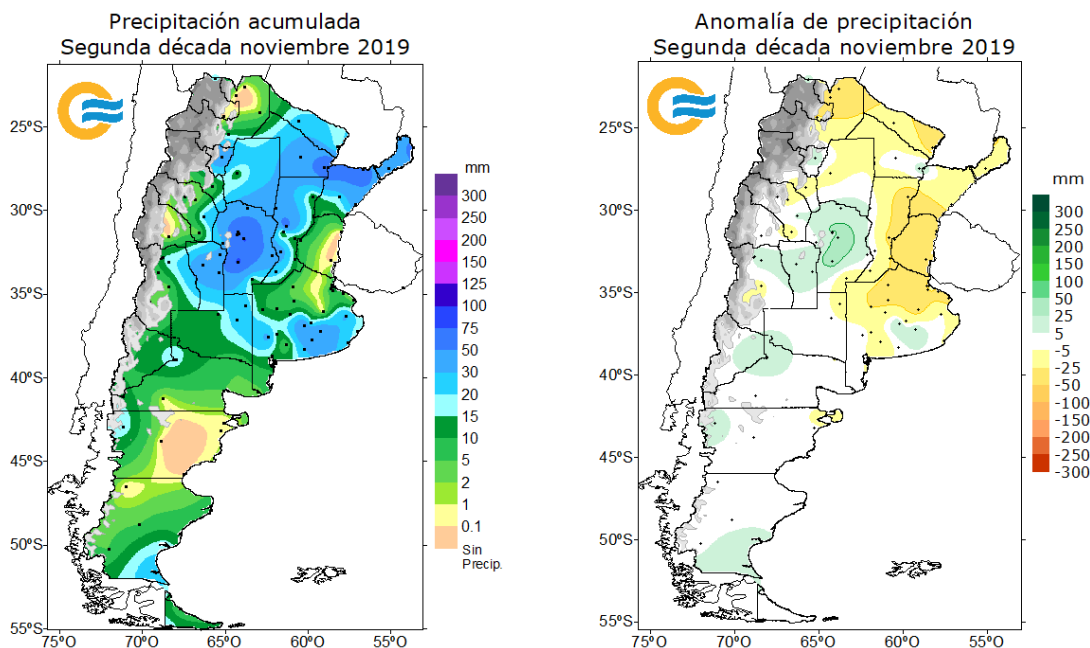 Precipitación acumulada
Segunda década noviembre 2019
25ºS
30ºS
35ºS
40ºS
45ºS
50ºS
55ºS
75ºO 70ºO 65ºO 60ºO 55ºO
mm
300
250
200
150
125
100
75
50
30
20
15
10
5
2
1
0.1
Sin
Precip.
Anomalía de precipitación
Segunda década noviembre 2019
25ºS
30ºS
35ºS
40ºS
45ºS
50ºS
55ºS
75ºO 70ºO 65ºO 60ºO 55ºO
mm
300
250
200
150
100
50
25
5
-5
-25
-50
-100
-150
-200
-250
-300